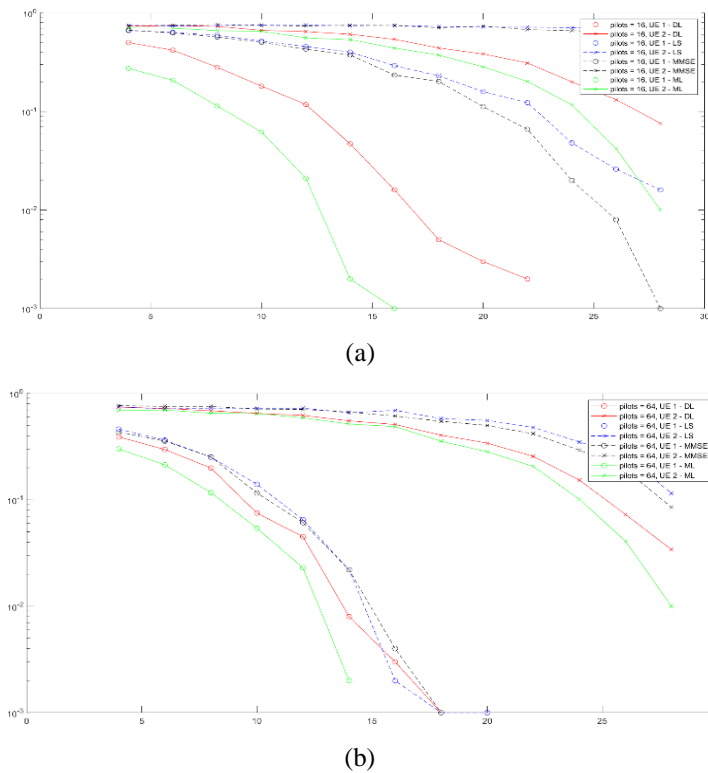 10^0
10^-1
10^-2
10^-3
0
5
10
15
20
25
30
pilots = 16, UE 1 - DL
pilots = 16, UE 2 - DL
pilots = 16, UE 1 - LS
pilots = 16, UE 2 - LS
pilots = 16, UE 1 - MMSE
pilots = 16, UE 2 - MMSE
pilots = 16, UE 1 - ML
pilots = 16, UE 2 - ML
(a)
10^0
10^-1
10^-2
10^-3
0
5
10
15
20
25
pilots = 64, UE 1 - DL
pilots = 64, UE 2 - DL
pilots = 64, UE 1 - LS
pilots = 64, UE 2 - LS
pilots = 64, UE 1 - MMSE
pilots = 64, UE 2 - MMSE
pilots = 64, UE 1 - ML
pilots = 64, UE 2 - ML
(b)